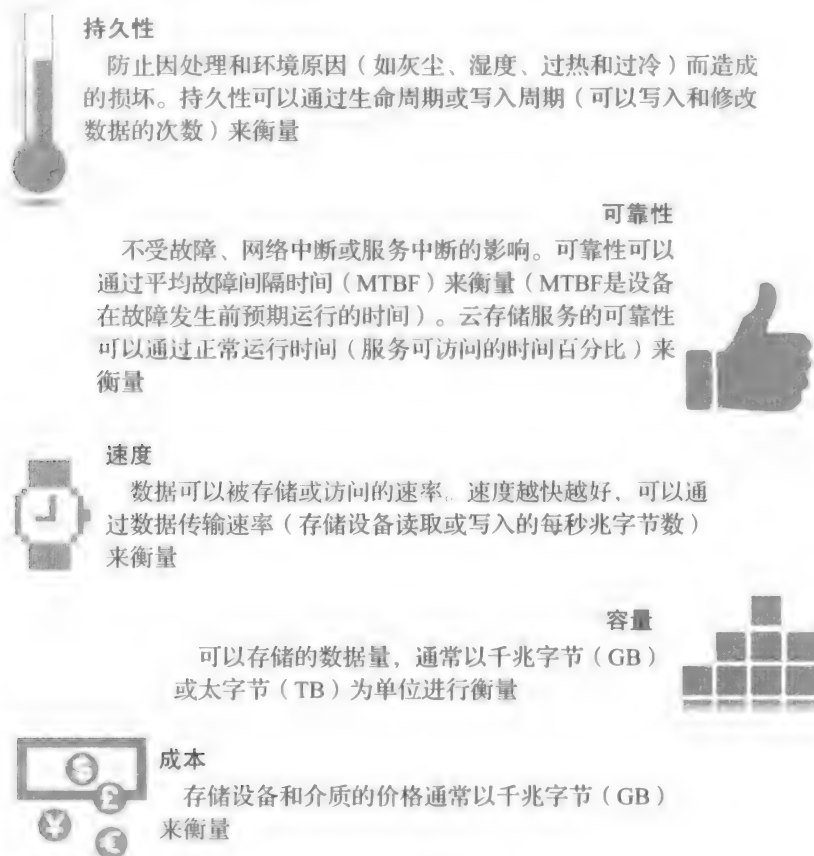 持久性
防止因处理和环境原因（如灰尘、湿度、过热和过冷）而造成
的损坏。持久性可以通过生命周期或写入周期（可以写入和修改
数据的次数）来衡量
可靠性
不受故障、网络中断或服务中断的影响。可靠性可以
通过平均故障间隔时间（MTBF）来衡量（MTBF是设备
在故障发生前预期运行的时间）。云存储服务的可靠性
可以通过正常运行时间（服务可访问的时间百分比）来
衡量
速度
数据可以被存储或访问的速率。速度越快越好，可以通
过数据传输速率（存储设备读取或写入的每秒兆字节数）
来衡量
容量
可以存储的数据量，通常以千兆字节（GB）
或太字节（TB）为单位进行衡量
成本
存储设备和介质的价格通常以千兆字节（GB）
来衡量
$
£
¥
€